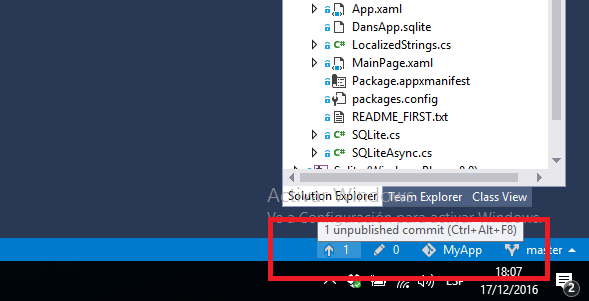 App.xaml
DansApp.sqlite
C# LocalizedStrings.cs
MainPage.xaml
Package.appxmanifest
packages.config
README_FIRST.txt
C# SQLite.cs
C# SQLiteAsync.cs
Activar Windows
Solution Explorer Team Explorer Class View
Ve a Configuración para activar Windows.
1 unpublished commit (Ctrl+Alt+F8)
1 0 MyApp master
ESP 18:07
17/12/2016 2